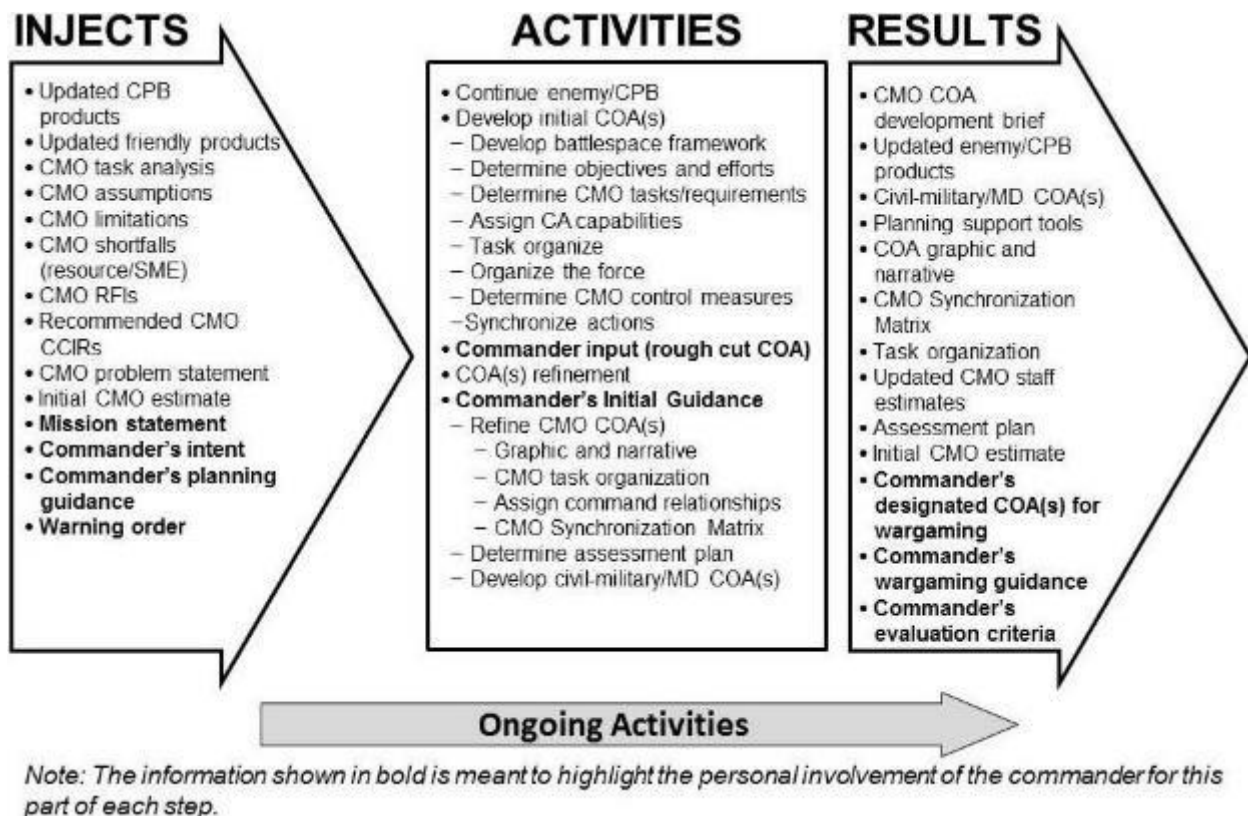 INJECTS
• Updated CPB
products
• Updated friendly products
• CMO task analysis
• CMO assumptions
• CMO limitations
• CMO shortfalls
(resource/SME)
• CMO RFIs
• Recommended CMO
CCIRs
• CMO problem statement
• Initial CMO estimate
• Mission statement
• Commander's intent
• Commander's planning
guidance
• Warning order
ACTIVITIES
• Continue enemy/CPB
• Develop initial COA(s)
– Develop battlespace framework
– Determine objectives and efforts
– Determine CMO tasks/requirements
– Assign CA capabilities
– Task organize
– Organize the force
– Determine CMO control measures
–Synchronize actions
• Commander input (rough cut COA)
• COA(s) refinement
• Commander's Initial Guidance
– Refine CMO COA(s)
– Graphic and narrative
– CMO task organization
– Assign command relationships
– CMO Synchronization Matrix
– Determine assessment plan
– Develop civil-military/MD COA(s)
RESULTS
• CMO COA
development brief
• Updated enemy/CPB
products
• Civil-military/MD COA(s)
• Planning support tools
• COA graphic and
narrative
• CMO Synchronization
Matrix
• Task organization
• Updated CMO staff
estimates
• Assessment plan
• Initial CMO estimate
• Commander's
designated COA(s) for
wargaming
• Commander's
wargaming guidance
• Commander's
evaluation criteria
Ongoing Activities
Note: The information shown in bold is meant to highlight the personal involvement of the commander for this
part of each step.